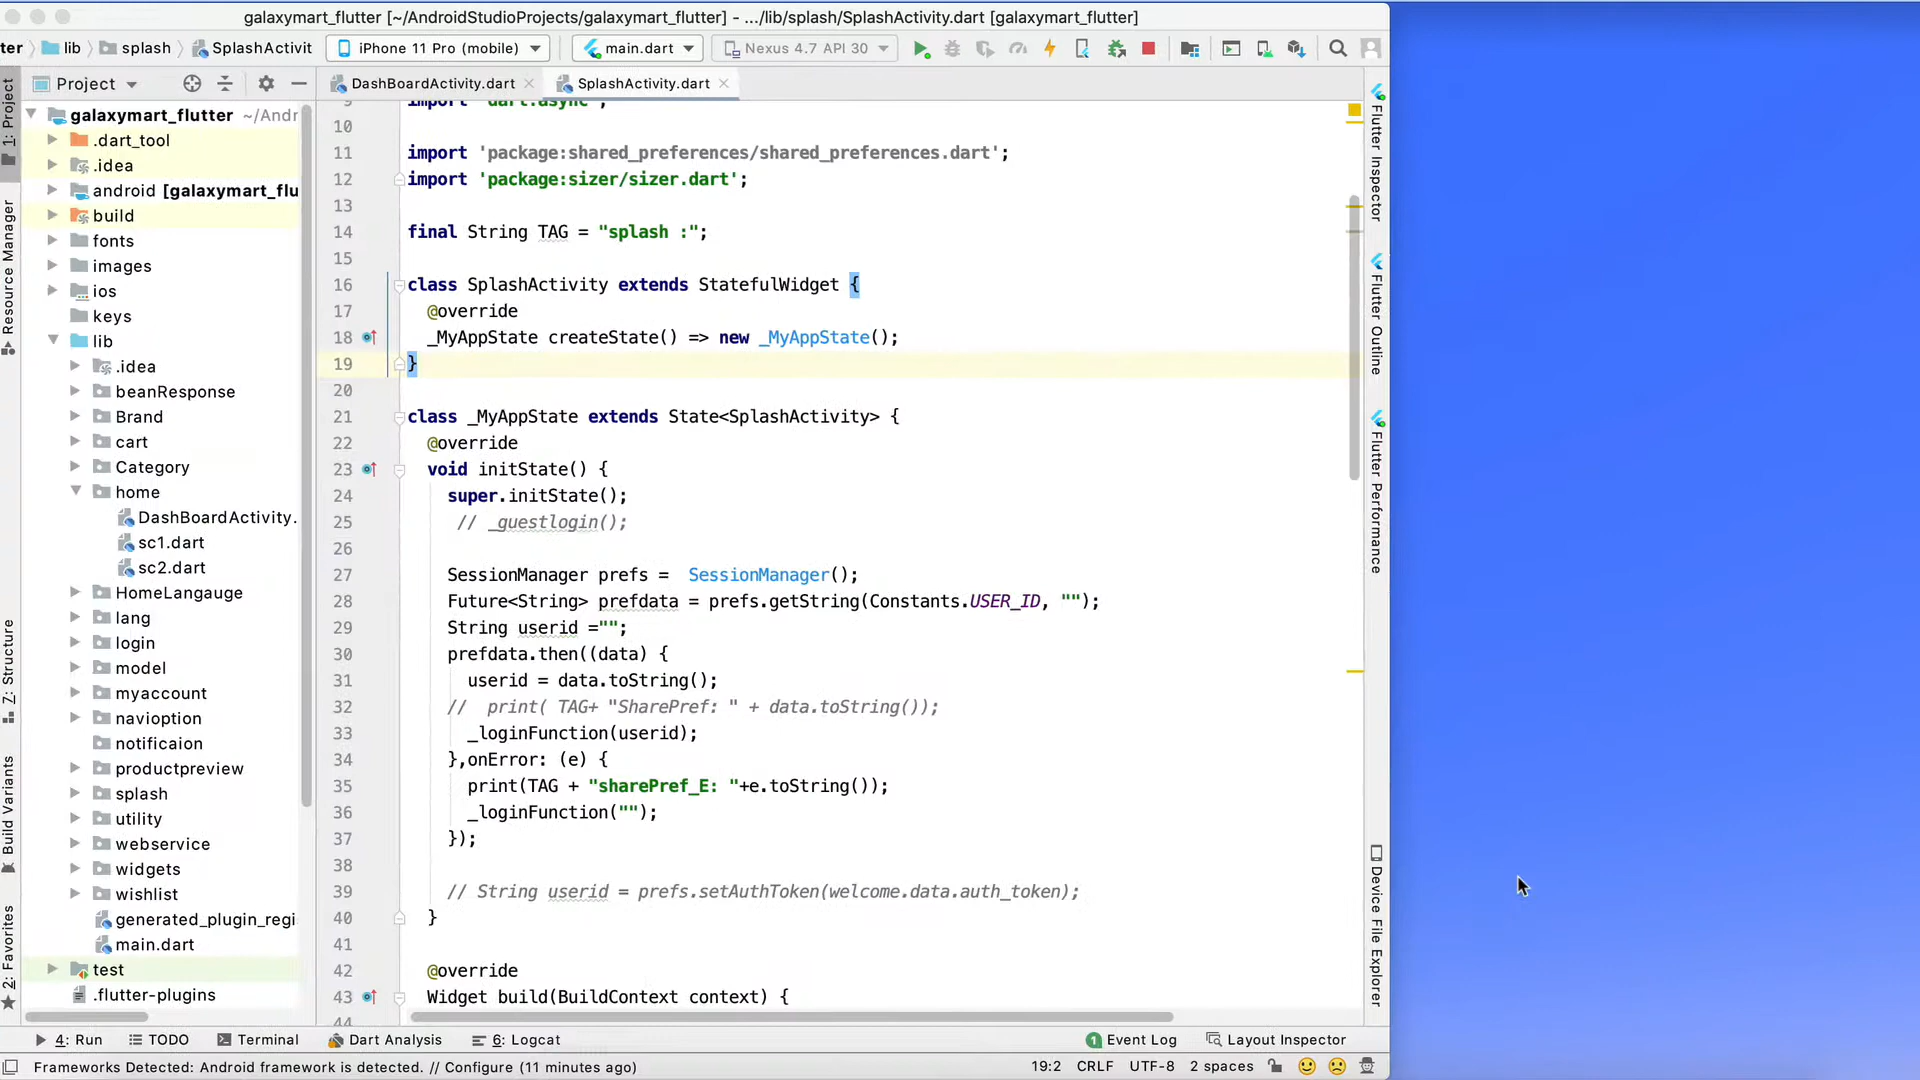 galaxymart_flutter [~/AndroidStudioProjects/galaxymart_flutter] - .../lib/splash/SplashActivity.dart [galaxymart_flutter]
ter lib splash SplashActivit iPhone 11 Pro (mobile) main.dart Nexus 4.7 API 30
Project DashBoardActivity.dart SplashActivity.dart
galaxymart_flutter ~/Andr
.dart_tool
.idea
android [galaxymart_flu
build
fonts
images
ios
keys
lib
.idea
beanResponse
Brand
cart
Category
home
DashBoardActivity.
sc1.dart
sc2.dart
HomeLangauge
lang
login
model
myaccount
navioption
notificaion
productpreview
splash
utility
webservice
widgets
wishlist
generated_plugin_regi
main.dart
test
.flutter-plugins
1: Project
Resource Manager
7: Structure
Build Variants
2: Favorites
9 import 'dart:async';
10
11 import 'package:shared_preferences/shared_preferences.dart';
12 import 'package:sizer/sizer.dart';
13
14 final String TAG = "splash :";
15
16 class SplashActivity extends StatefulWidget {
17 @override
18 _MyAppState createState() => new _MyAppState();
19 }
20
21 class _MyAppState extends State<SplashActivity> {
22 @override
23 void initState() {
24 super.initState();
25 // _guestlogin();
26
27 SessionManager prefs =  SessionManager();
28 Future<String> prefdata = prefs.getString(Constants.USER_ID, "");
29 String userid ="";
30 prefdata.then((data) {
31 userid = data.toString();
32 //  print( TAG+ "SharePref: " + data.toString());
33 _loginFunction(userid);
34 },onError: (e) {
35 print(TAG + "sharePref_E: "+e.toString());
36 _loginFunction("");
37 });
38
39 // String userid = prefs.setAuthToken(welcome.data.auth_token);
40 }
41
42 @override
43 Widget build(BuildContext context) {
44
Flutter Inspector
Flutter Outline
Flutter Performance
Device File Explorer
4: Run TODO Terminal Dart Analysis 6: Logcat 1 Event Log Layout Inspector
Frameworks Detected: Android framework is detected. // Configure (11 minutes ago) 19:2 CRLF UTF-8 2 spaces